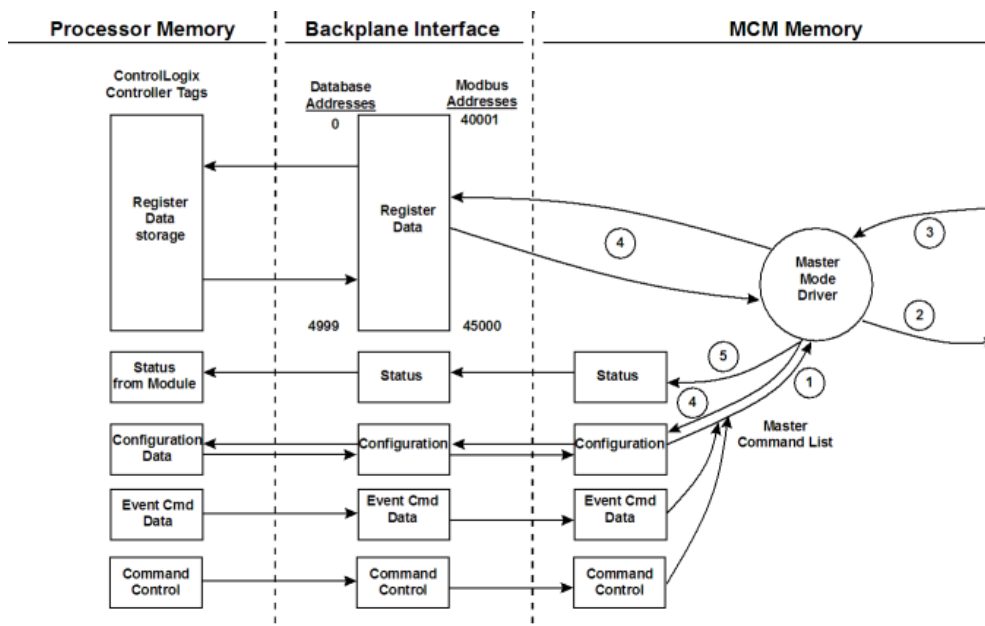 Processor Memory
Backplane Interface
MCM Memory
ControlLogix
Controller Tags
Database
Addresses
Modbus
Addresses
0
40001
Register
Data
storage
Register
Data
4
3
Master
Mode
Driver
2
4999
45000
5
1
Status
from Module
Status
Status
4
Master
Command List
Configuration
Data
Configuration
Configuration
Event Cmd
Data
Event Cmd
Data
Event Cmd
Data
Command
Control
Command
Control
Command
Control